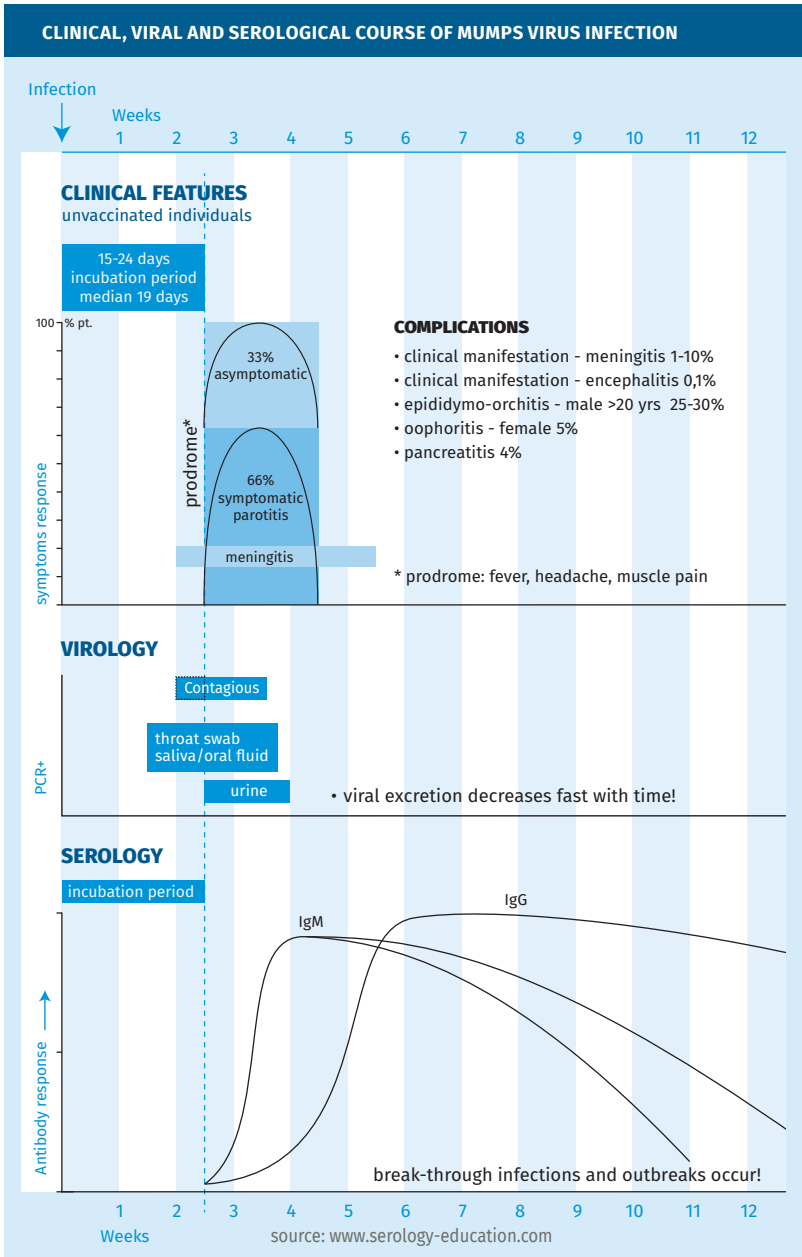 CLINICAL, VIRAL AND SEROLOGICAL COURSE OF MUMPS VIRUS INFECTION
Infection
Weeks
1 2 3 4 5 6 7 8 9 10 11 12
CLINICAL FEATURES
unvaccinated individuals
15-24 days
incubation period
median 19 days
100 % pt.
symptoms response
prodrome*
33%
asymptomatic
66%
symptomatic
parotitis
meningitis
COMPLICATIONS
• clinical manifestation - meningitis 1-10%
• clinical manifestation - encephalitis 0,1%
• epididymo-orchitis - male >20 yrs 25-30%
• oophoritis - female 5%
• pancreatitis 4%
* prodrome: fever, headache, muscle pain
VIROLOGY
PCR+
Contagious
throat swab
saliva/oral fluid
urine
• viral excretion decreases fast with time!
SEROLOGY
incubation period
Antibody response
IgM
IgG
break-through infections and outbreaks occur!
1 2 3 4 5 6 7 8 9 10 11 12
Weeks
source: www.serology-education.com